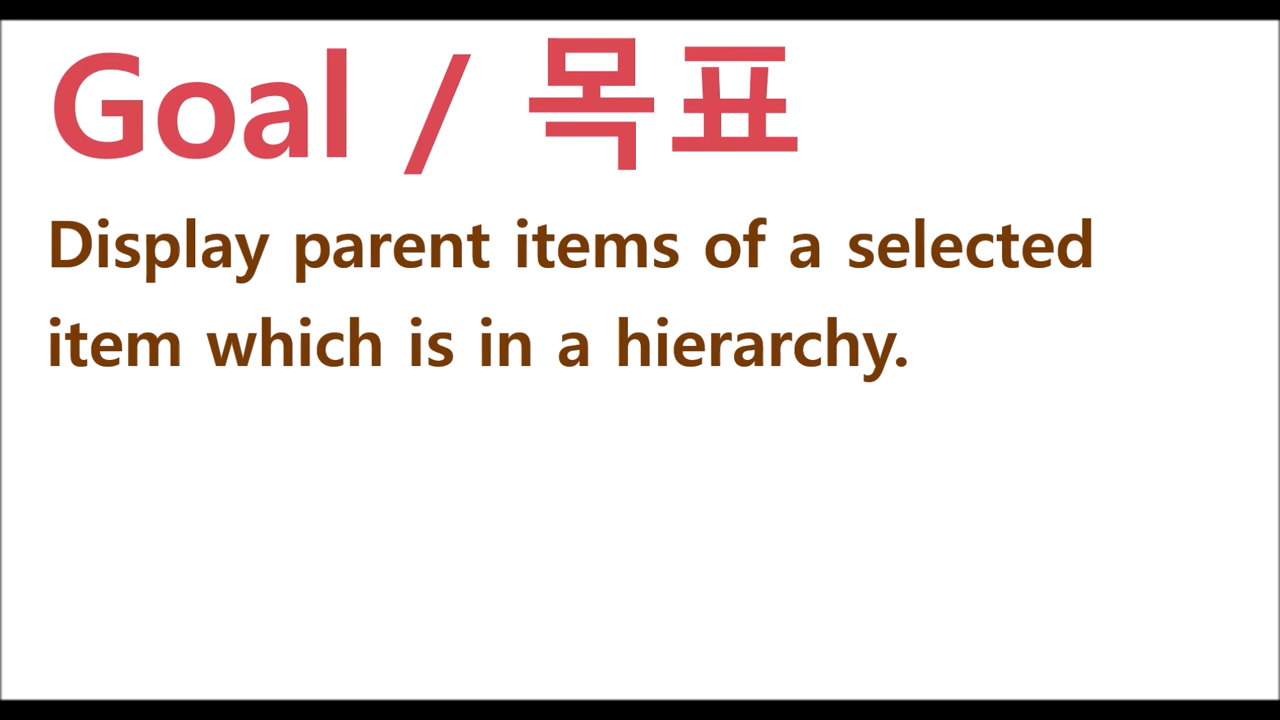 Goal / 목표
Display parent items of a selected
item which is in a hierarchy.